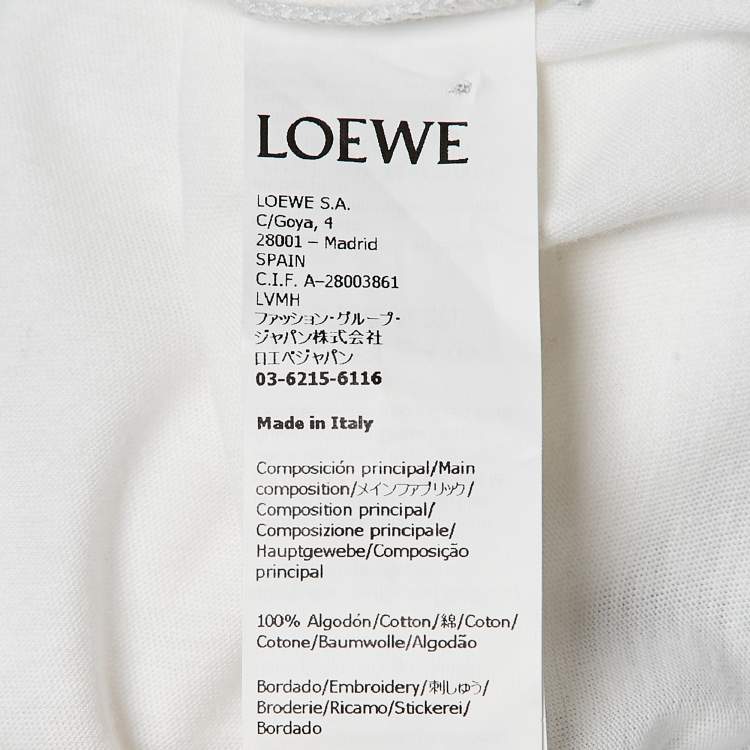 LOEWE
LOEWE S.A.
C/Goya, 4
28001 – Madrid
SPAIN
C.I.F. A–28003861
LVMH
ファッション・グループ・
ジャパン株式会社
ロエベジャパン
03-6215-6116
Made in Italy
Composición principal/Main
composition/メインファブリック/
Composition principal/
Composizione principale/
Hauptgewebe/Composição
principal
100% Algodón/Cotton/綿/Coton/
Cotone/Baumwolle/Algodão
Bordado/Embroidery/刺しゅう/
Broderie/Ricamo/Stickerei/
Bordado